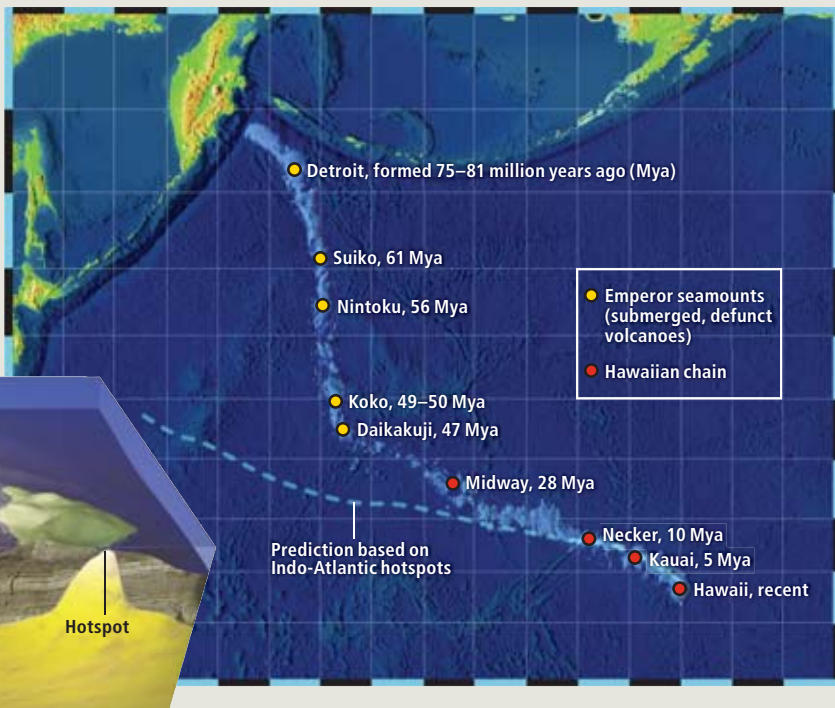 Detroit, formed 75–81 million years ago (Mya)
Suiko, 61 Mya
Nintoku, 56 Mya
Emperor seamounts
(submerged, defunct
volcanoes)
Hawaiian chain
Koko, 49–50 Mya
Daikakuji, 47 Mya
Midway, 28 Mya
Necker, 10 Mya
Prediction based on
Indo-Atlantic hotspots
Kauai, 5 Mya
Hawaii, recent
Hotspot